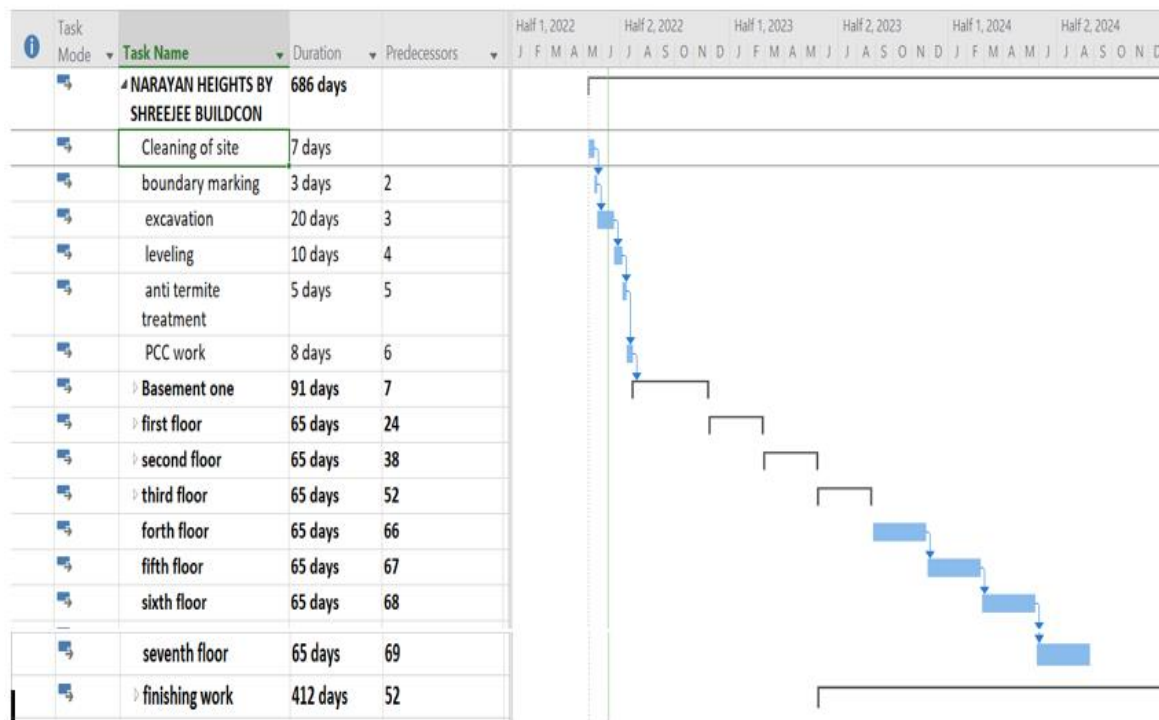 Task Mode Task Name Duration Predecessors
Half 1, 2022 Half 2, 2022 Half 1, 2023 Half 2, 2023 Half 1, 2024 Half 2, 2024
J F M A M J J A S O N D J F M A M J J A S O N D J F M A M J J A S O N D
NARAYAN HEIGHTS BY SHREEJEE BUILDCON 686 days
Cleaning of site 7 days
boundary marking 3 days 2
excavation 20 days 3
leveling 10 days 4
anti termite treatment 5 days 5
PCC work 8 days 6
Basement one 91 days 7
first floor 65 days 24
second floor 65 days 38
third floor 65 days 52
forth floor 65 days 66
fifth floor 65 days 67
sixth floor 65 days 68
seventh floor 65 days 69
finishing work 412 days 52